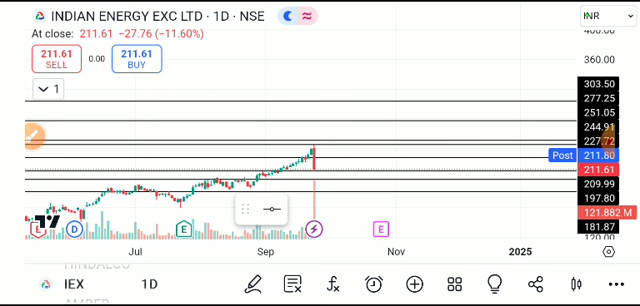 INDIAN ENERGY EXC LTD · 1D · NSE
INR
At close: 211.61 −27.76 (−11.60%)
400.00
211.61
SELL
0.00
211.61
BUY
360.00
1
303.50
277.25
251.05
244.91
227.72
Post 211.80
211.61
209.99
197.80
121.882 M
181.87
120.00
D
E
E
Jul
Sep
Nov
2025
HINDALCO
IEX 1D
AMBER